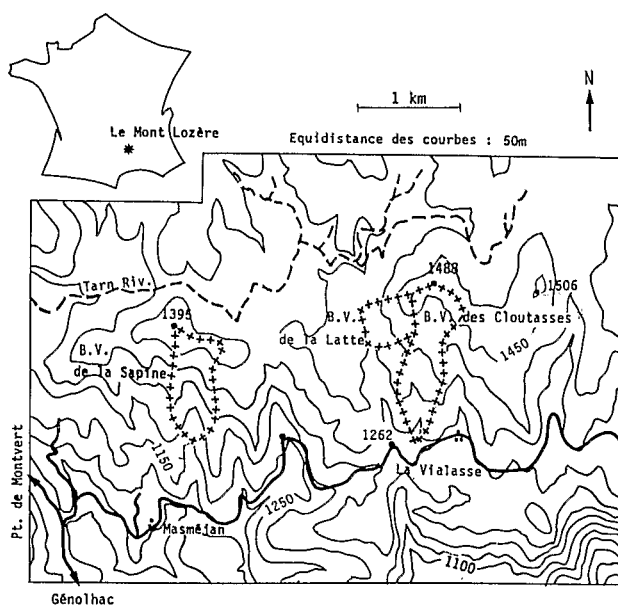 Le Mont Lozère
1 km
N
Equidistance des courbes : 50m
Tarn Riv.
1395
1488
1506
B.V.
de la Sapine
B.V.
de la Latte
B.V. des Cloutasses
1450
1150
1262
La Vialasse
1250
Masméjan
1100
Pt. de Montvert
Génolhac